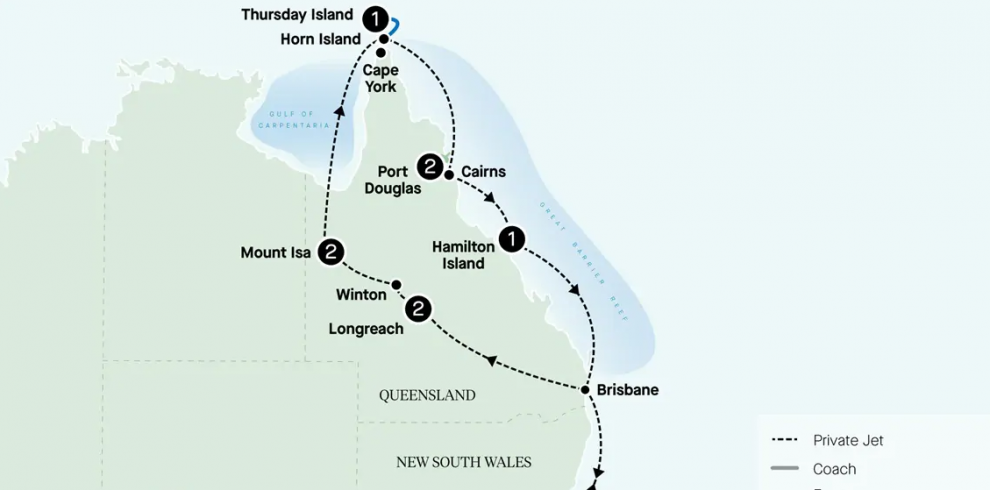 Thursday Island
1
Horn Island
Cape
York
GULF OF
CARPENTARIA
Port
Douglas
2
Cairns
Mount Isa
2
Hamilton
Island
1
GREAT BARRIER REEF
Winton
Longreach
2
Brisbane
QUEENSLAND
NEW SOUTH WALES
Private Jet
Coach